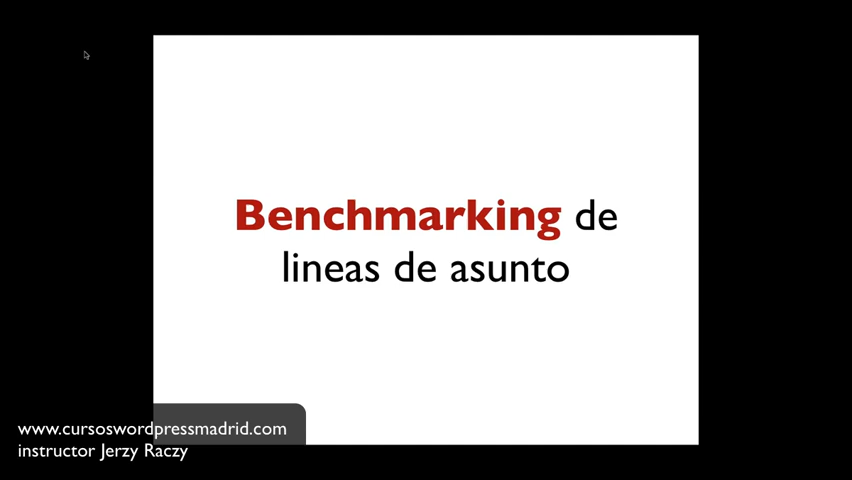 Benchmarking de
lineas de asunto
www.cursoswordpressmadrid.com
instructor Jerzy Raczy